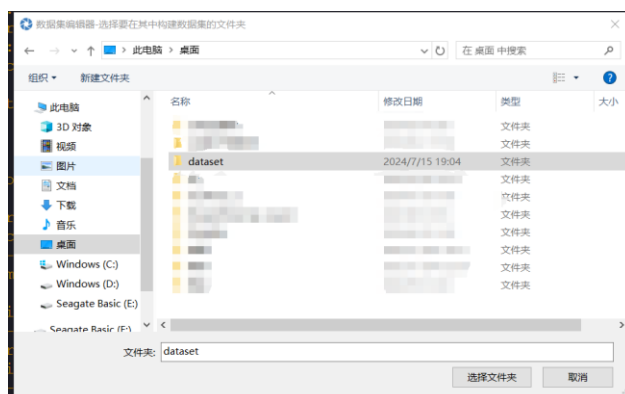 数据集编辑器-选择要在其中构建数据集的文件夹
此电脑 > 桌面
在 桌面 中搜索
组织 新建文件夹
名称 修改日期 类型 大小
此电脑
3D 对象
视频
图片
文档
下载
音乐
桌面
Windows (C:)
Windows (D:)
Seagate Basic (E:)
Seagate Basic (E:)
文件夹
文件夹
dataset 2024/7/15 19:04 文件夹
文件夹
文件夹
文件夹
文件夹
文件夹
文件夹
文件夹: dataset
选择文件夹 取消